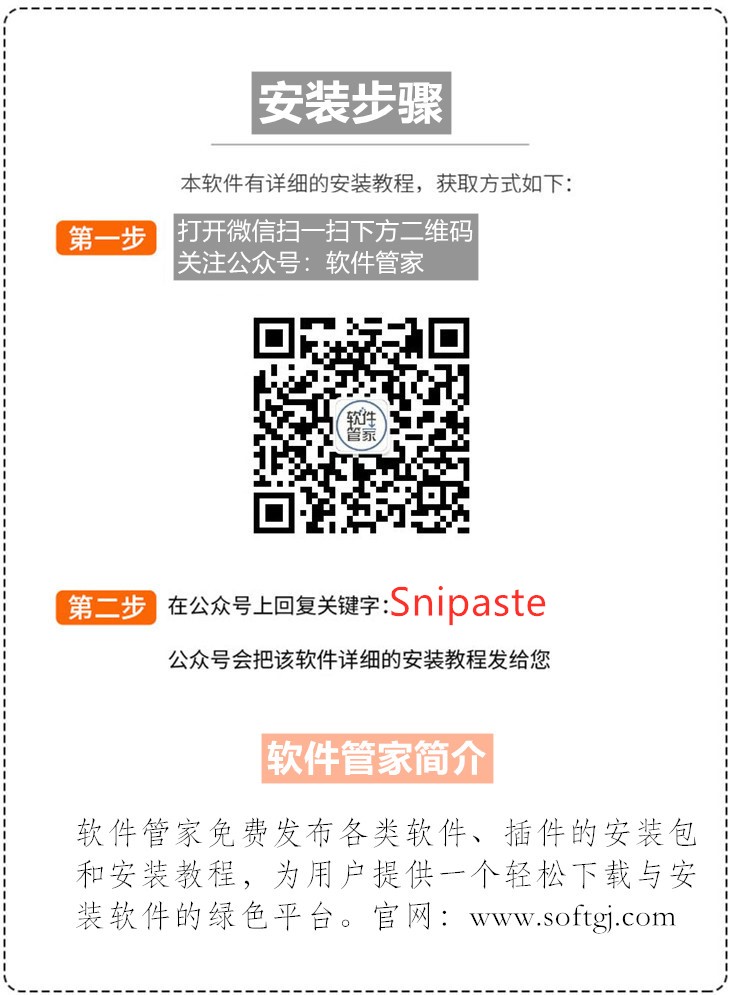 安装步骤
本软件有详细的安装教程，获取方式如下：
第一步
打开微信扫一扫下方二维码
关注公众号：软件管家
软件
管家
第二步
在公众号上回复关键字：Snipaste
公众号会把该软件详细的安装教程发给您
软件管家简介
软件管家免费发布各类软件、插件的安装包
和安装教程，为用户提供一个轻松下载与安
装软件的绿色平台。官网：www.softgj.com